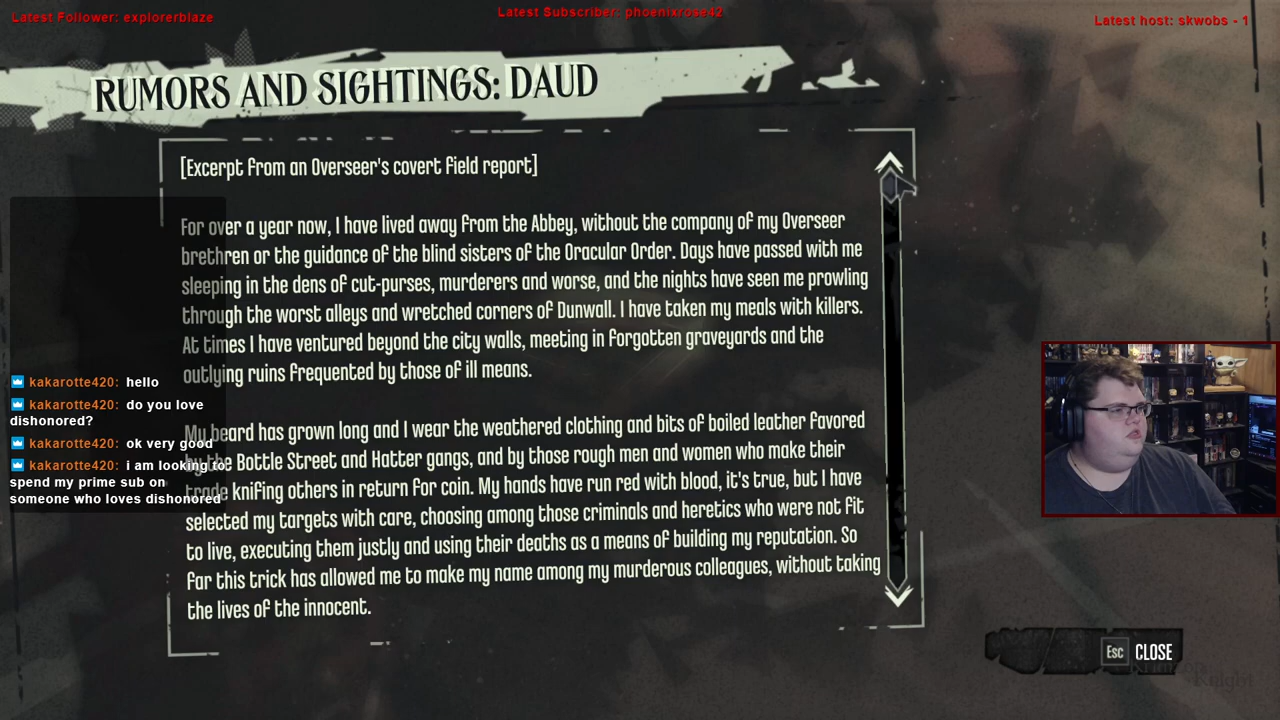 Latest Follower: explorerblaze
Latest Subscriber: phoenixrose42
Latest host: skwobs - 1
RUMORS AND SIGHTINGS: DAUD
[Excerpt from an Overseer's covert field report]
For over a year now, I have lived away from the Abbey, without the company of my Overseer
brethren or the guidance of the blind sisters of the Oracular Order. Days have passed with me
sleeping in the dens of cut-purses, murderers and worse, and the nights have seen me prowling
through the worst alleys and wretched corners of Dunwall. I have taken my meals with killers.
At times I have ventured beyond the city walls, meeting in forgotten graveyards and the
outlying ruins frequented by those of ill means.
My beard has grown long and I wear the weathered clothing and bits of boiled leather favored
by the Bottle Street and Hatter gangs, and by those rough men and women who make their
trade knifing others in return for coin. My hands have run red with blood, it's true, but I have
selected my targets with care, choosing among those criminals and heretics who were not fit
to live, executing them justly and using their deaths as a means of building my reputation. So
far this trick has allowed me to make my name among my murderous colleagues, without taking
the lives of the innocent.
kakarotte420: hello
kakarotte420: do you love
dishonored?
kakarotte420: ok very good
kakarotte420: i am looking to
spend my prime sub on
someone who loves dishonored
Esc CLOSE
Knight